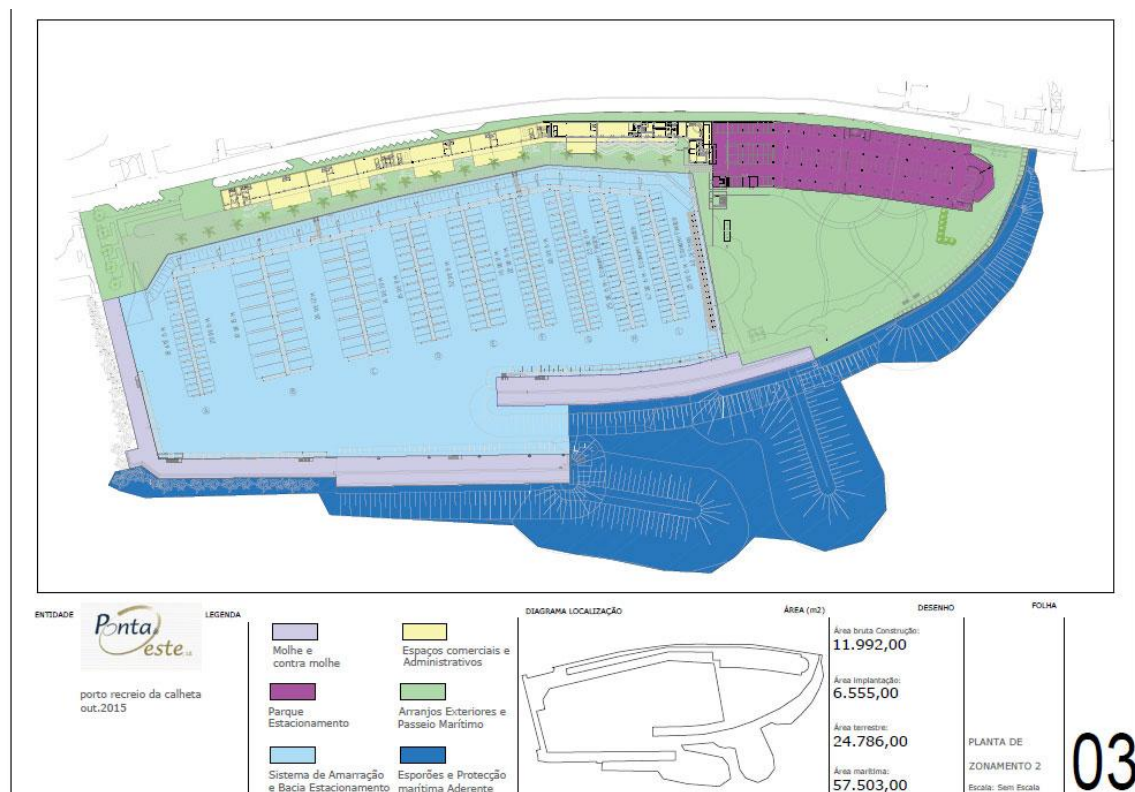 ENTIDADE
Ponta
este
porto recreio da calheta
out.2015
LEGENDA
Molhe e
contra molhe
Espaços comerciais e
Administrativos
Parque
Estacionamento
Arranjos Exteriores e
Passeio Marítimo
Sistema de Amarração
e Bacia Estacionamento
Esporões e Protecção
marítima Aderente
DIAGRAMA LOCALIZAÇÃO
ÁREA (m2)
Área bruta Construção:
11.992,00
Área implantação:
6.555,00
Área terrestre:
24.786,00
Área marítima:
57.503,00
DESENHO
PLANTA DE
ZONAMENTO 2
Escala: Sem Escala
FOLHA
03